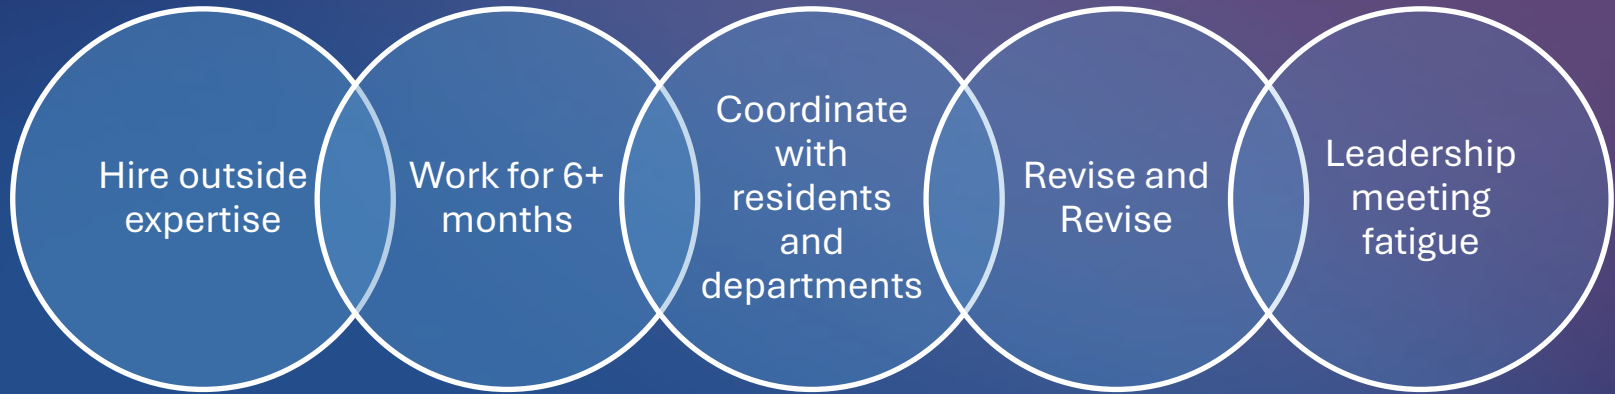 Hire outside
expertise
Work for 6+
months
Coordinate
with
residents
and
departments
Revise and
Revise
Leadership
meeting
fatigue